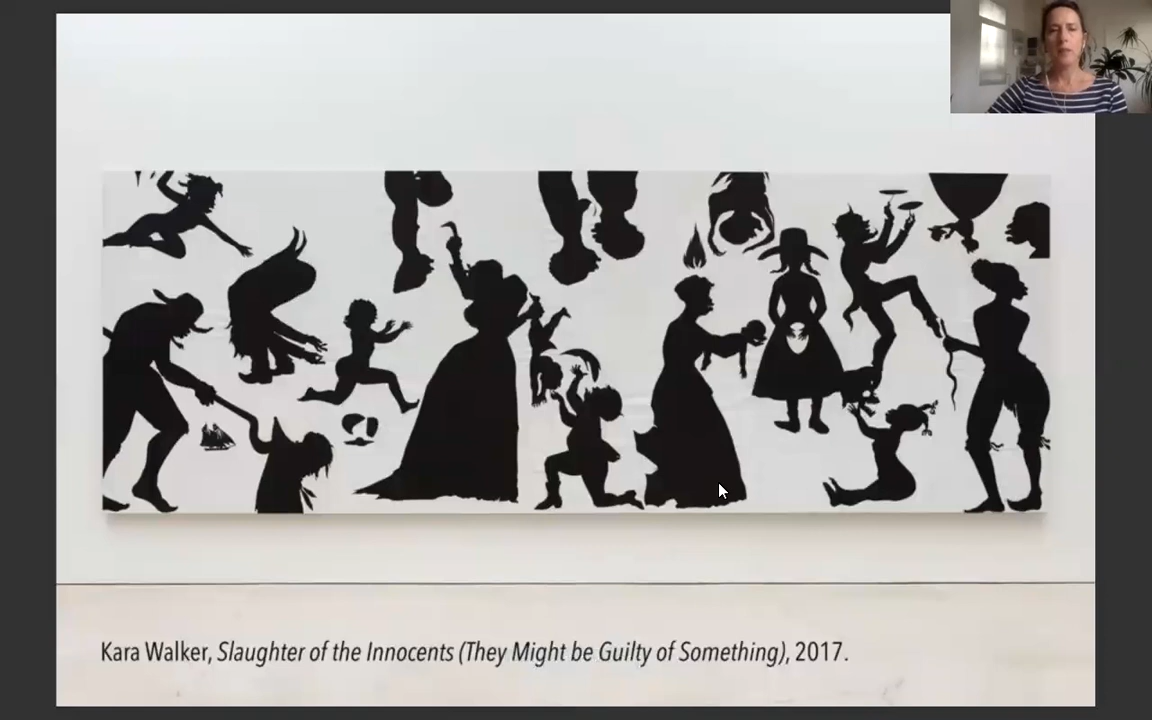 Kara Walker, Slaughter of the Innocents (They Might be Guilty of Something), 2017.